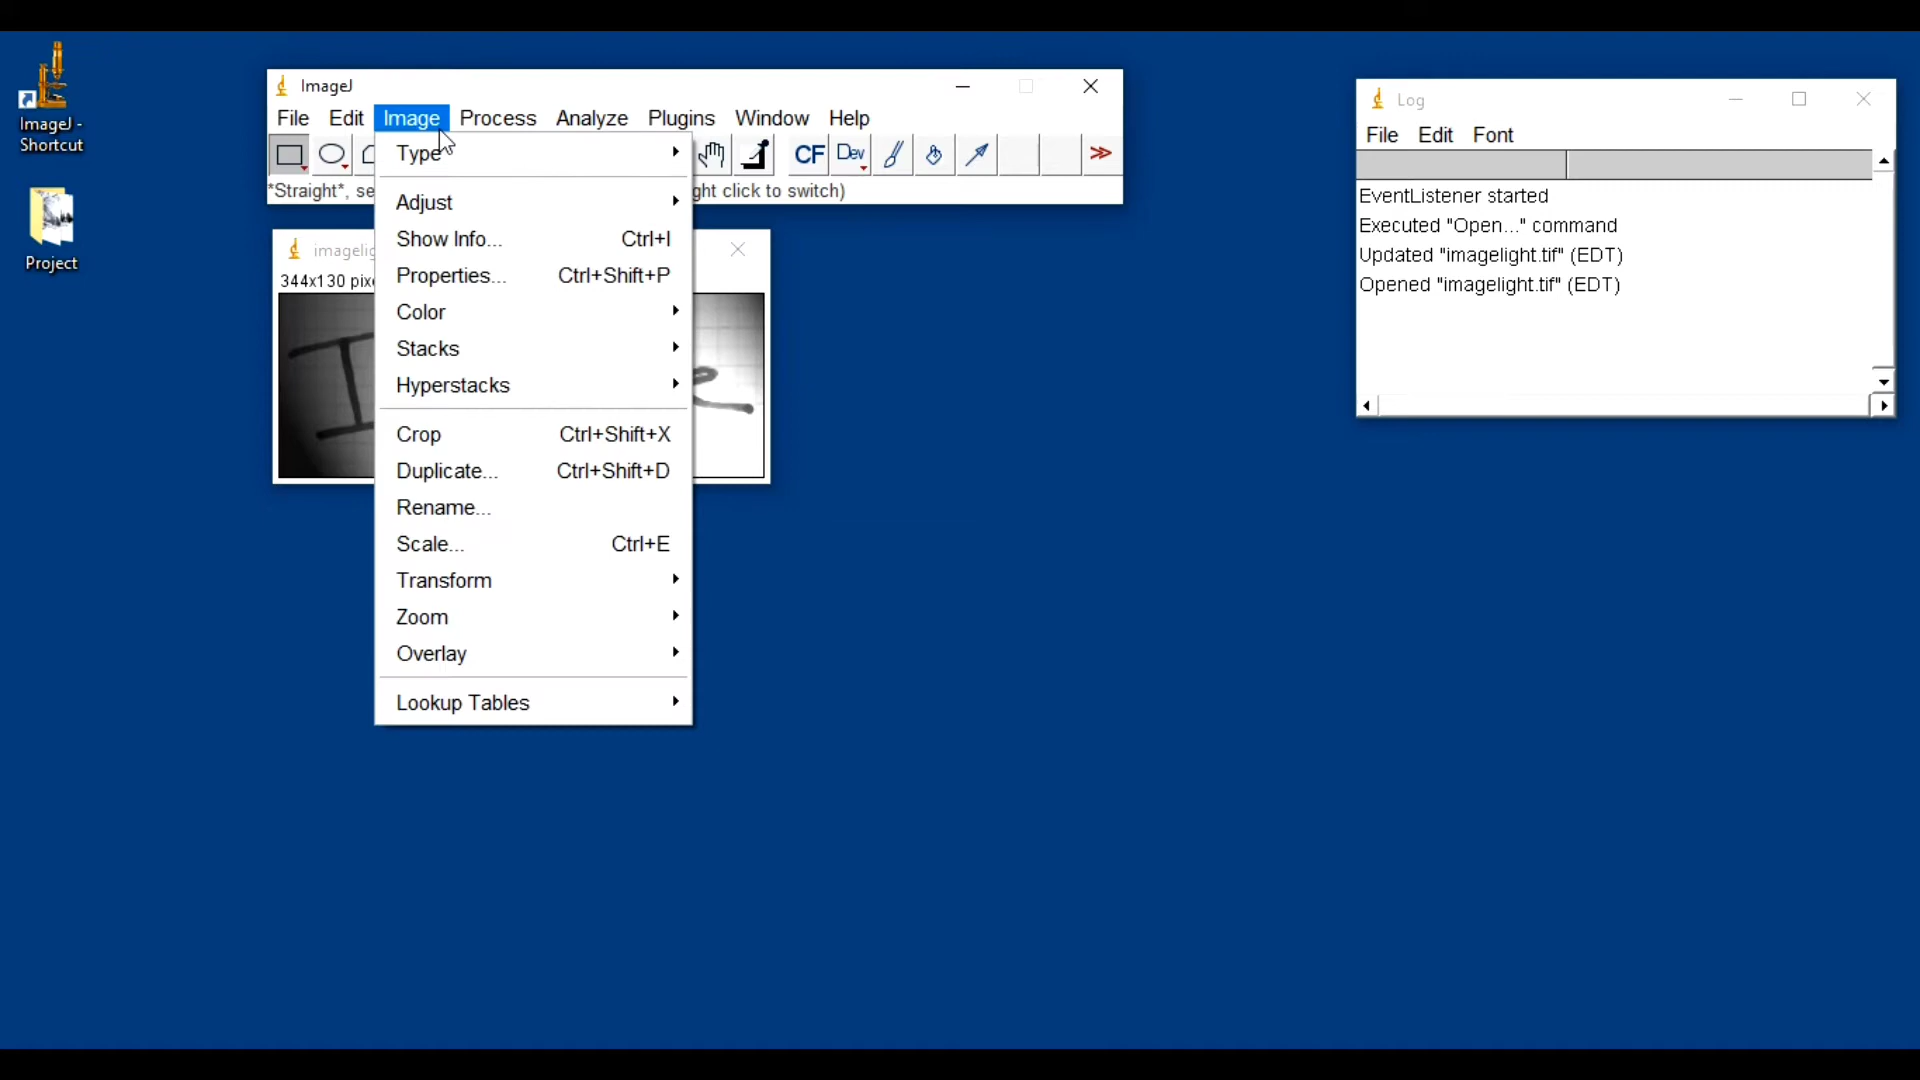 ImageJ -
Shortcut
Project
ImageJ
File Edit Image Process Analyze Plugins Window Help
CF Dev >>
*Straight*, ght click to switch)
344x130
Type
Adjust
Show Info... Ctrl+I
Properties... Ctrl+Shift+P
Color
Stacks
Hyperstacks
Crop Ctrl+Shift+X
Duplicate... Ctrl+Shift+D
Rename...
Scale... Ctrl+E
Transform
Zoom
Overlay
Lookup Tables
Log
File Edit Font
EventListener started
Executed "Open..." command
Updated "imagelight.tif" (EDT)
Opened "imagelight.tif" (EDT)